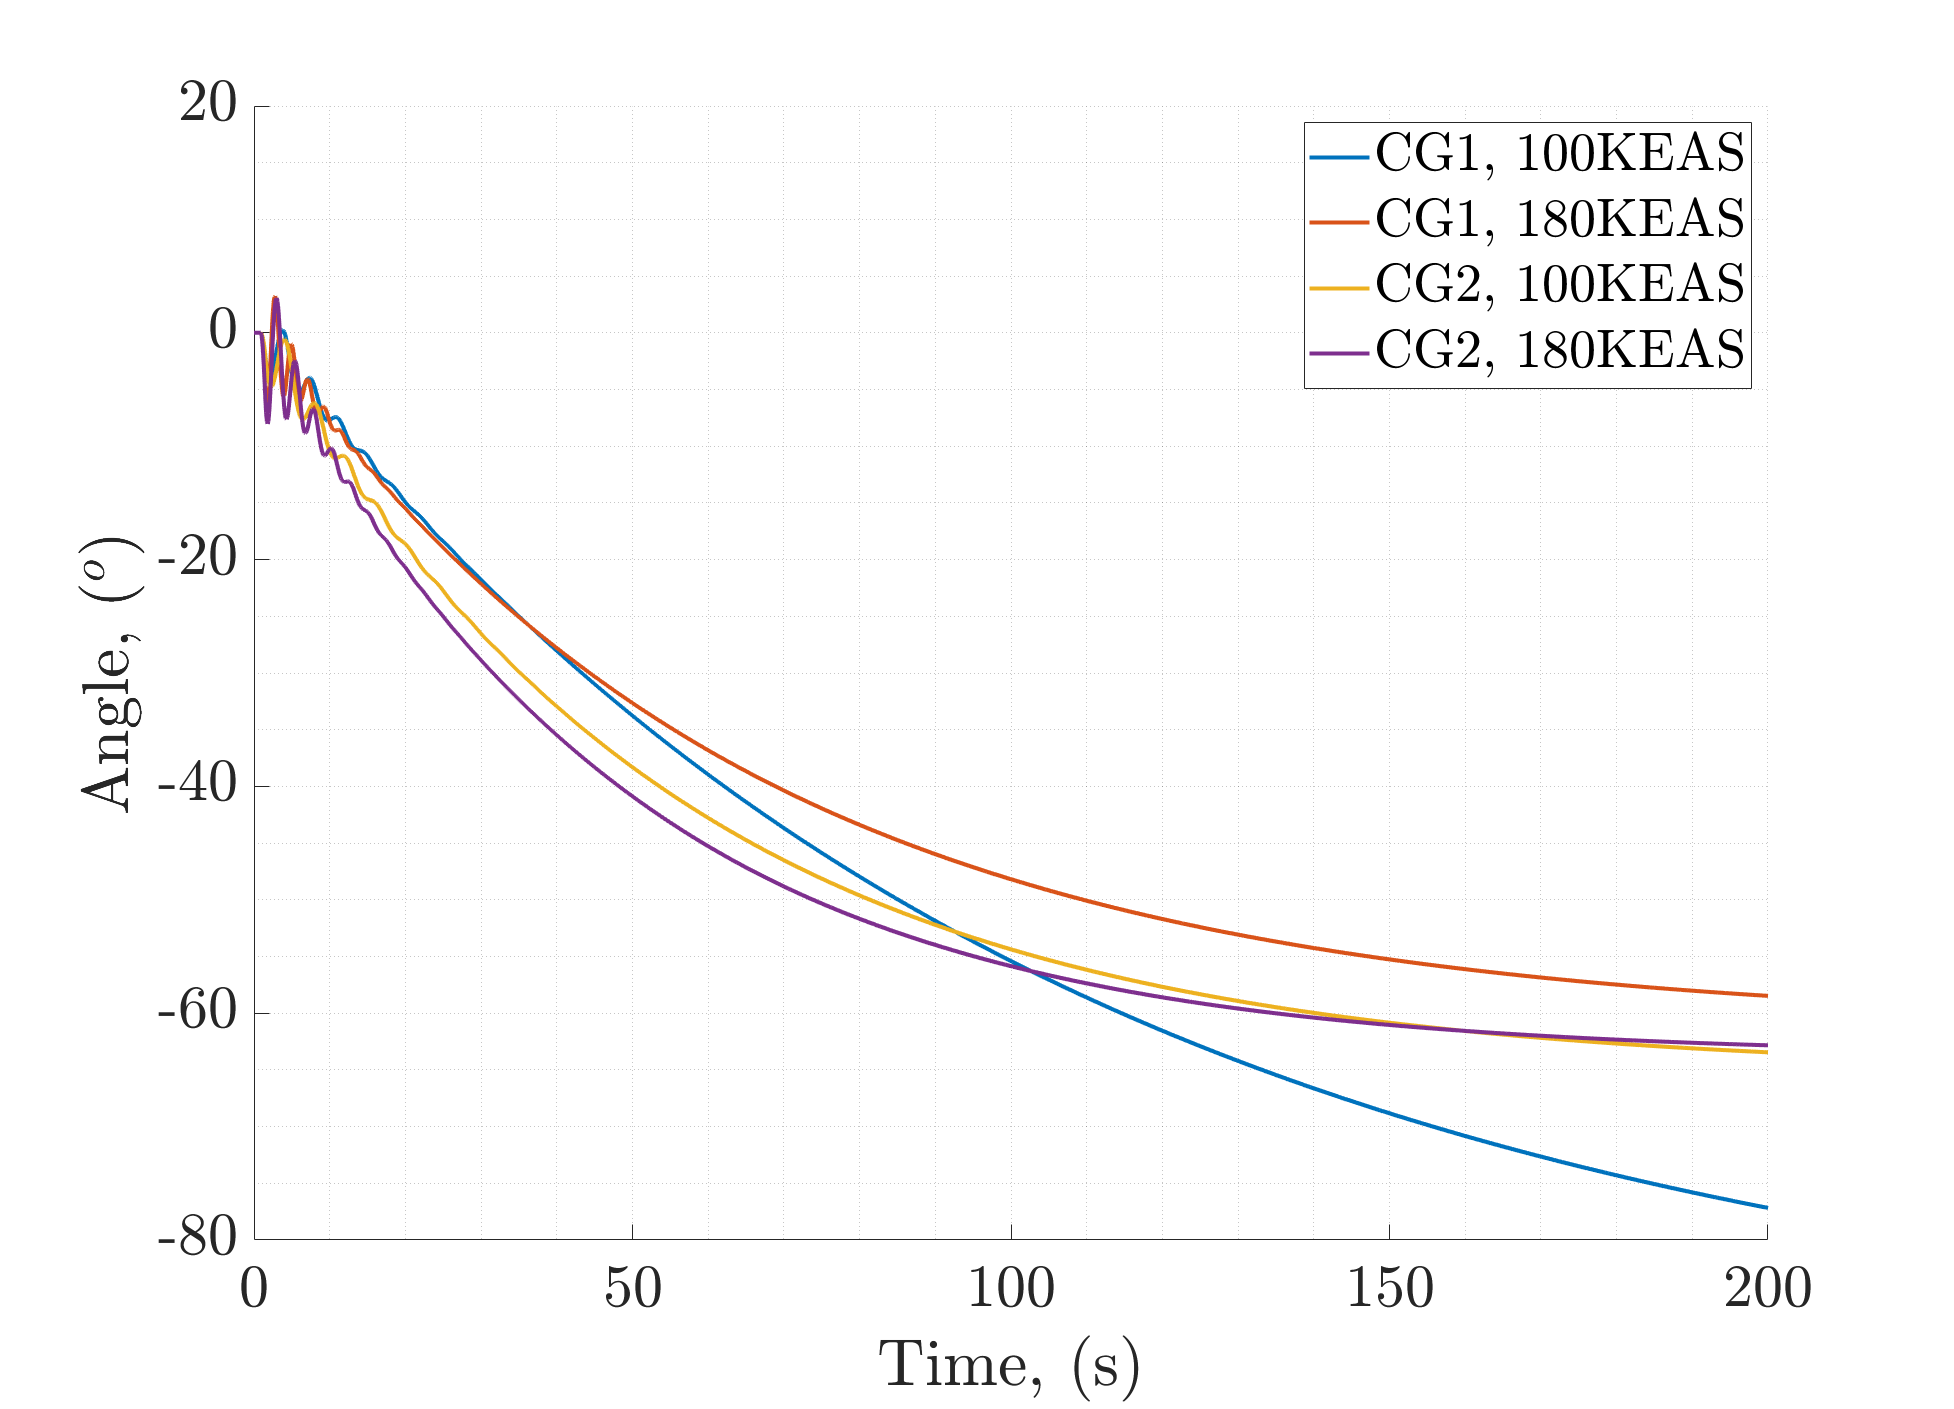 20
0
-20
-40
-60
-80
Angle, (°)
CG1, 100KEAS
CG1, 180KEAS
CG2, 100KEAS
CG2, 180KEAS
0 50 100 150 200
Time, (s)